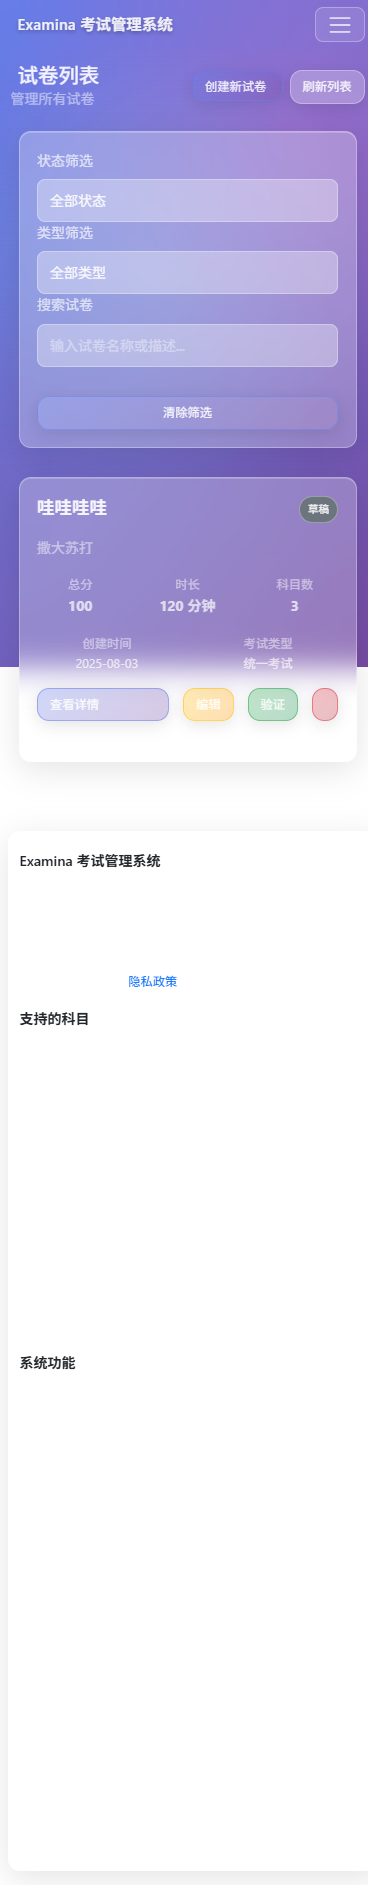 Examina 考试管理系统
试卷列表
管理所有试卷
创建新试卷
刷新列表
状态筛选
全部状态
类型筛选
全部类型
搜索试卷
输入试卷名称或描述...
清除筛选
哇哇哇哇
草稿
撒大苏打
总分
时长
科目数
100
120 分钟
3
创建时间
考试类型
2025-08-03
统一考试
查看详情
编辑
验证
Examina 考试管理系统
隐私政策
支持的科目
系统功能